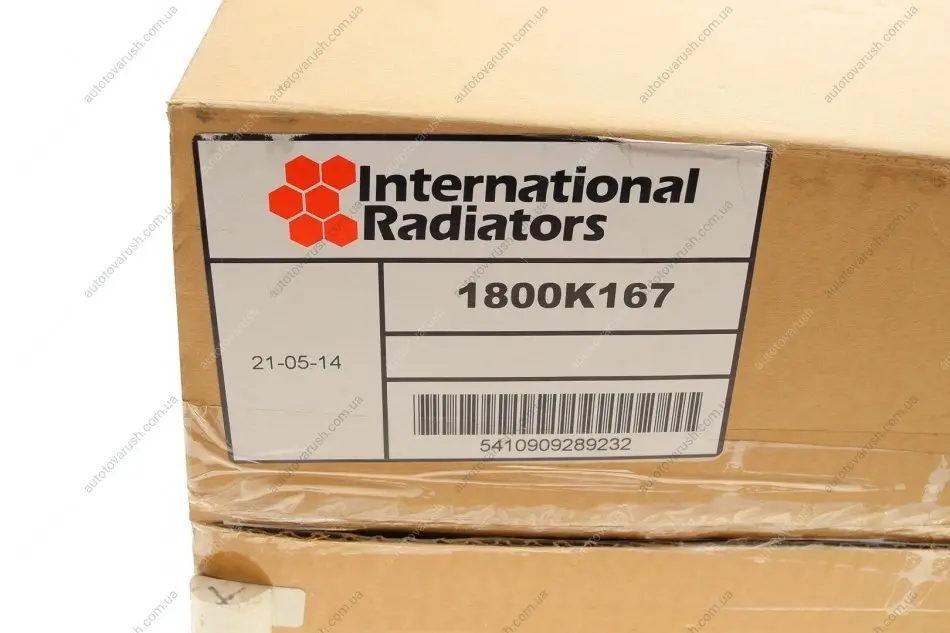 International
Radiators
1800K167
21-05-14
5410909289232
autotovarush.com.ua